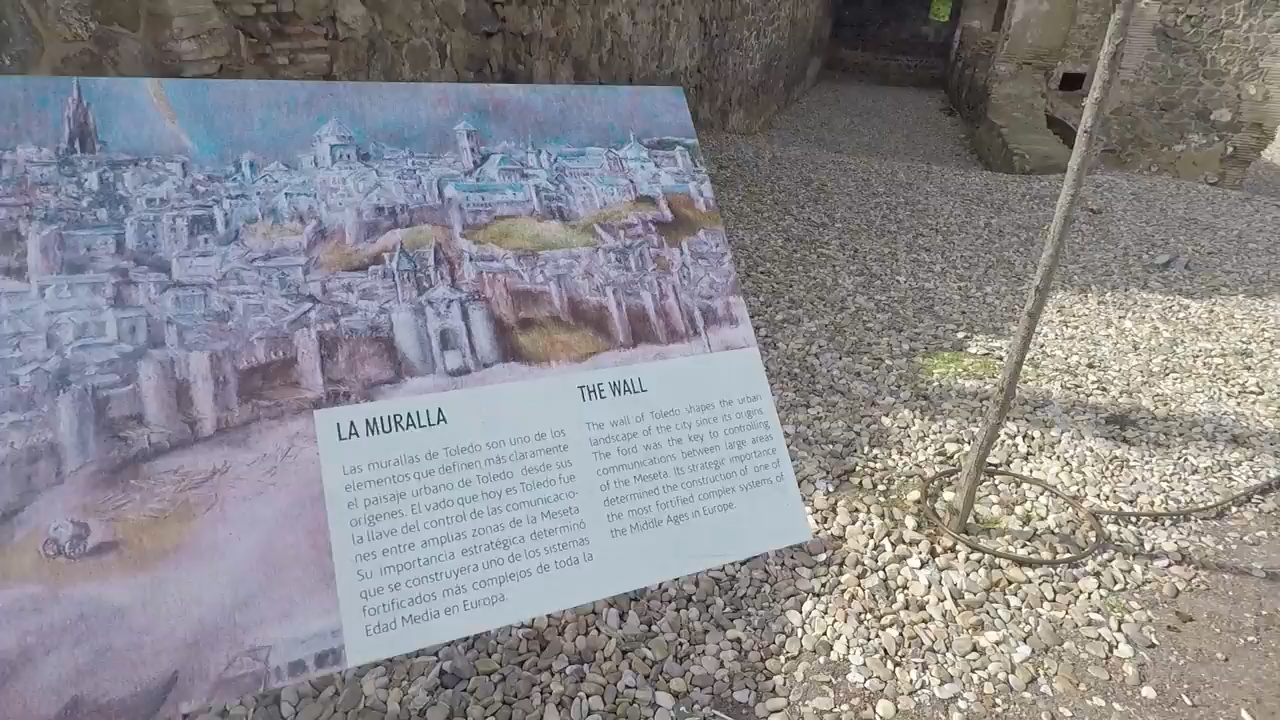 LA MURALLA
Las murallas de Toledo son uno de los
elementos que definen más claramente
el paisaje urbano de Toledo desde sus
orígenes. El vado que hoy es Toledo fue
la llave del control de las comunicacio-
nes entre amplias zonas de la Meseta
Su importancia estratégica determinó
que se construyera uno de los sistemas
fortificados más complejos de toda la
Edad Media en Europa.
THE WALL
The wall of Toledo shapes the urban
landscape of the city since its origins.
The ford was the key to controlling
communications between large areas
of the Meseta. Its strategic importance
determined the construction of one of
the most fortified complex systems of
the Middle Ages in Europe.